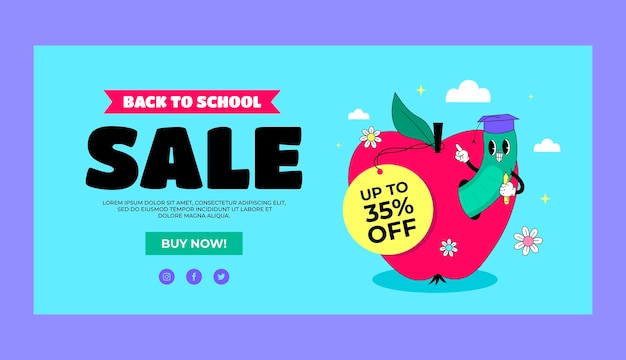 BACK TO SCHOOL
SALE
LOREM IPSUM DOLOR SIT AMET, CONSECTETUR
ADIPISCING ELIT, SED DO EIUSMOD TEMPOR
INCIDIDUNT UT LABORE ET DOLORE MAGNA
ALIQUA.
BUY NOW!
UP TO
35%
OFF